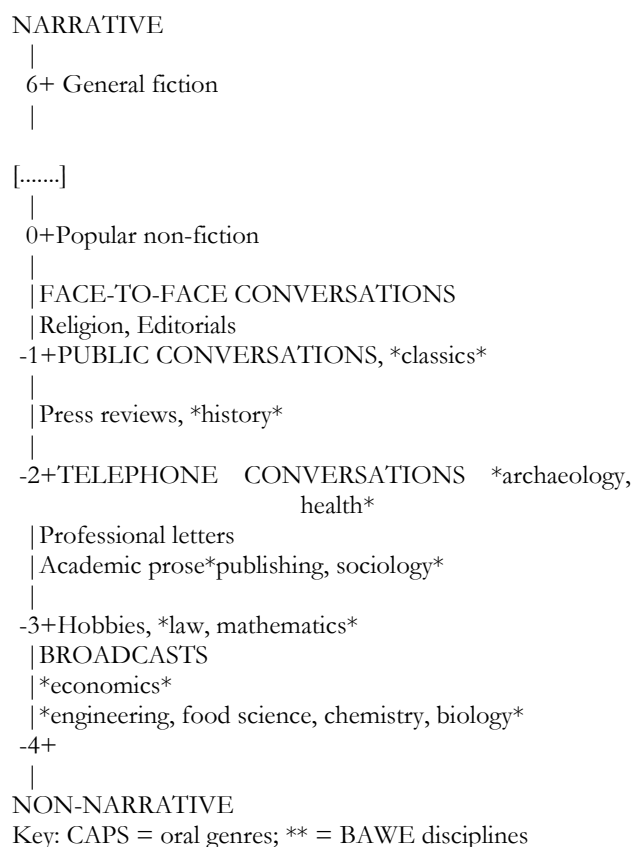 NARRATIVE
|
6+ General fiction
|
[.......]
|
0+Popular non-fiction
|
|FACE-TO-FACE CONVERSATIONS
|Religion, Editorials
-1+PUBLIC CONVERSATIONS, *classics*
|
|Press reviews, *history*
|
-2+TELEPHONE CONVERSATIONS *archaeology,
health*
|Professional letters
|Academic prose*publishing, sociology*
|
-3+Hobbies, *law, mathematics*
|BROADCASTS
|*economics*
|*engineering, food science, chemistry, biology*
-4+
|
NON-NARRATIVE
Key: CAPS = oral genres; ** = BAWE disciplines